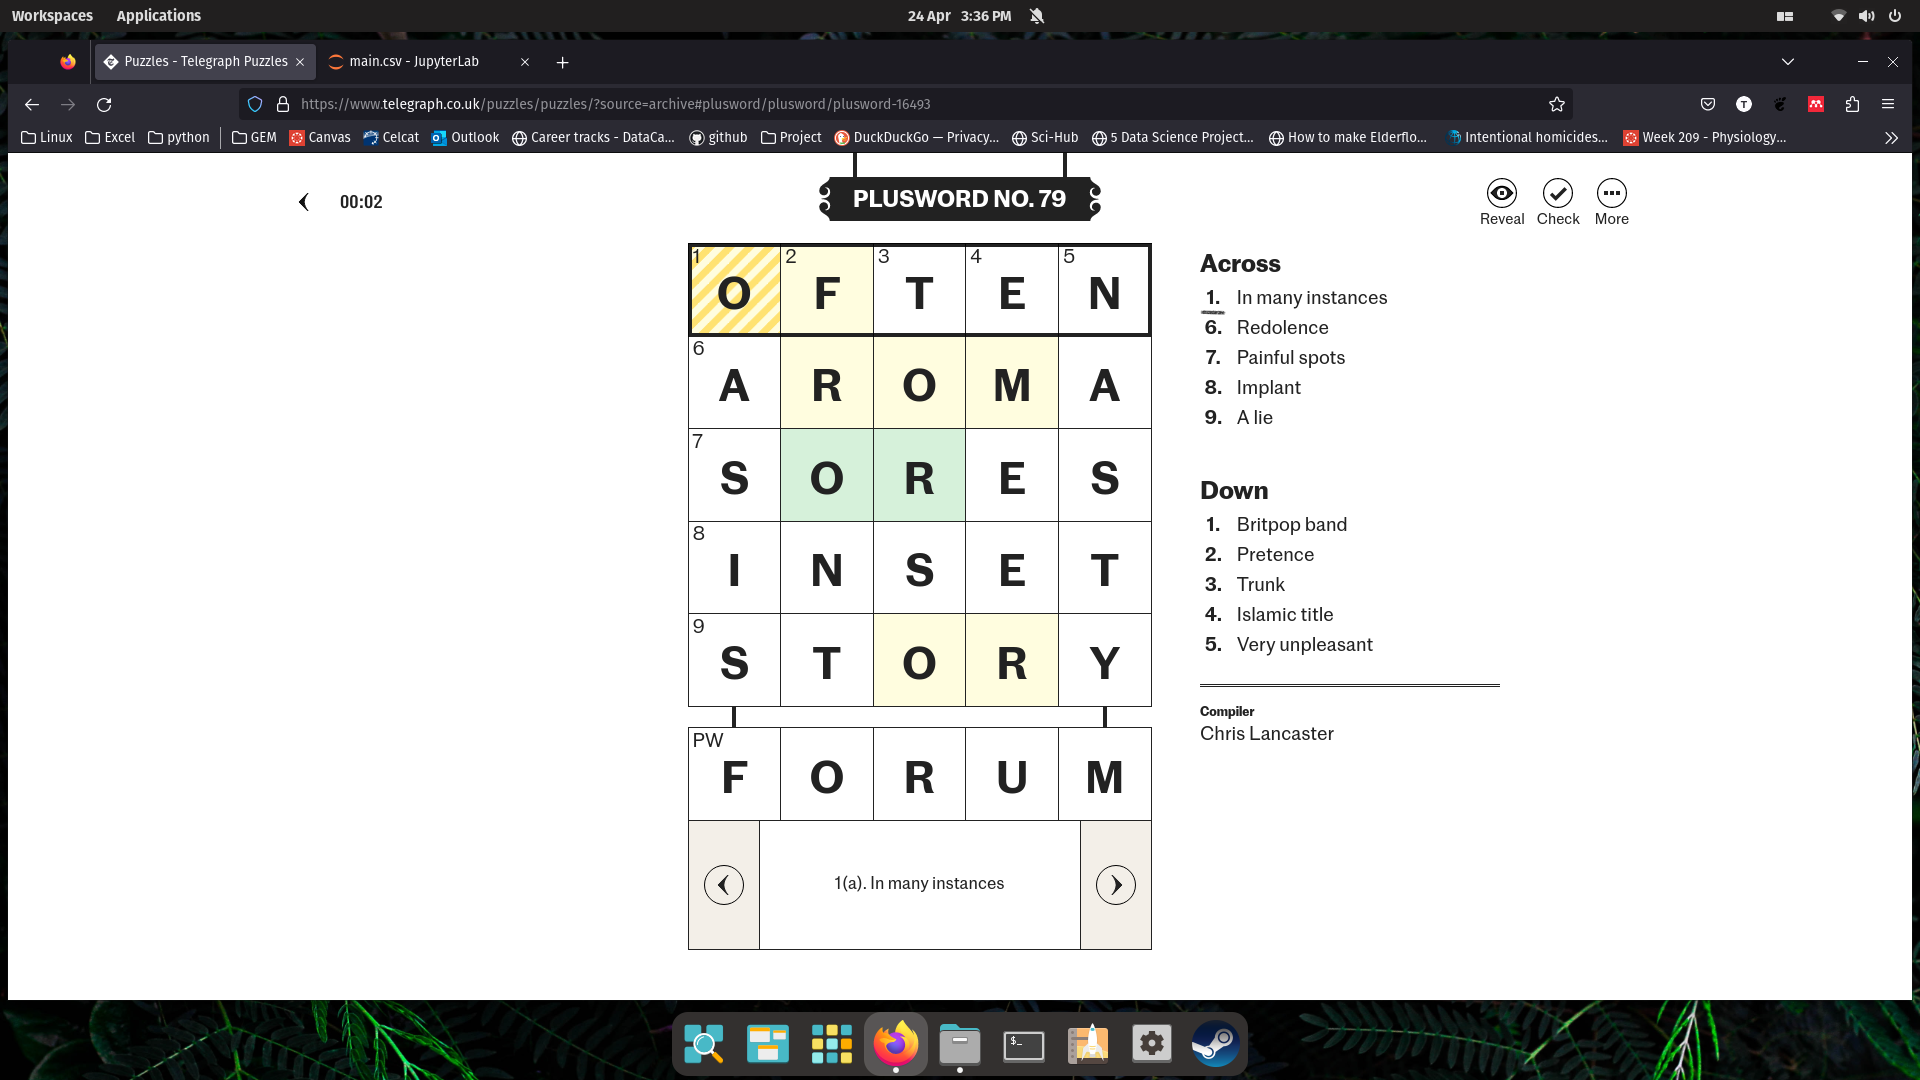 Workspaces Applications 24 Apr 3:36 PM
Puzzles - Telegraph Puzzles main.csv - JupyterLab
https://www.telegraph.co.uk/puzzles/puzzles/?source=archive#plusword/plusword/plusword-16493
Linux Excel python GEM Canvas Celcat Outlook Career tracks - DataCa... github Project DuckDuckGo — Privacy... Sci-Hub 5 Data Science Project... How to make Elderflo... Intentional homicides... Week 209 - Physiology...
00:02
PLUSWORD NO. 79
Reveal Check More
1 O 2 F 3 T 4 E 5 N
6 A R O M A
7 S O R E S
8 I N S E T
9 S T O R Y
PW F O R U M
1(a). In many instances
Across
1. In many instances
6. Redolence
7. Painful spots
8. Implant
9. A lie
Down
1. Britpop band
2. Pretence
3. Trunk
4. Islamic title
5. Very unpleasant
Compiler
Chris Lancaster